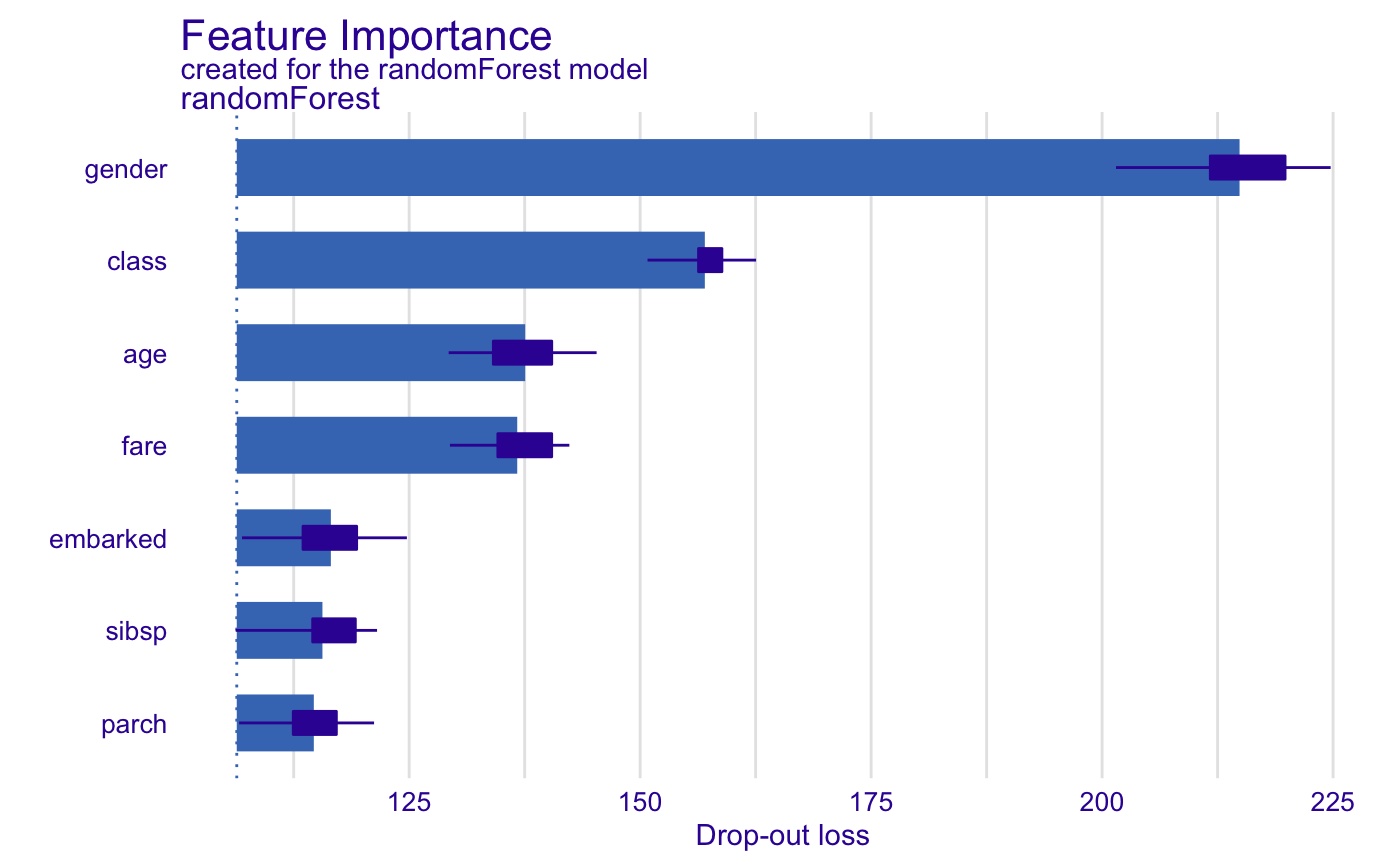 Feature Importance
created for the randomForest model
randomForest
gender
class
age
fare
embarked
sibsp
parch
125 150 175 200 225
Drop-out loss